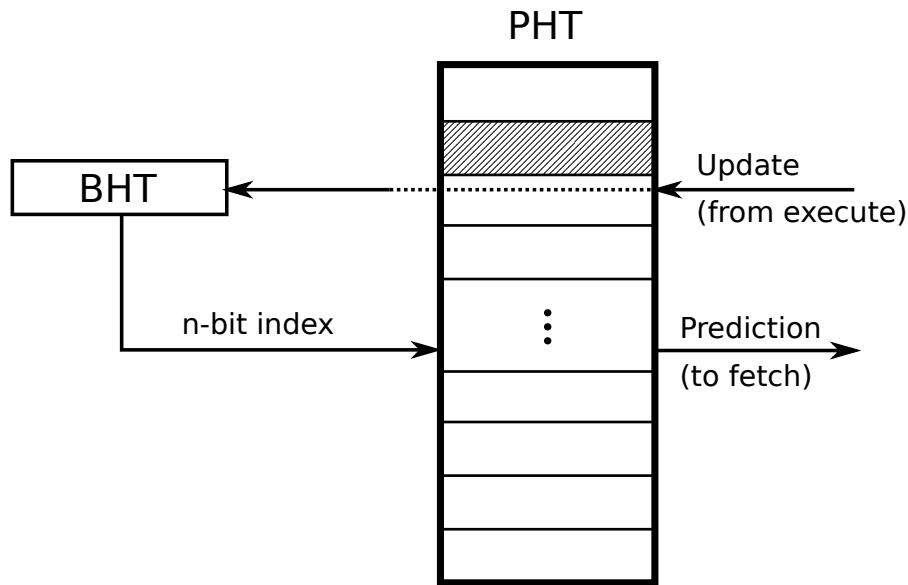 PHT
BHT
Update
(from execute)
n-bit index
Prediction
(to fetch)